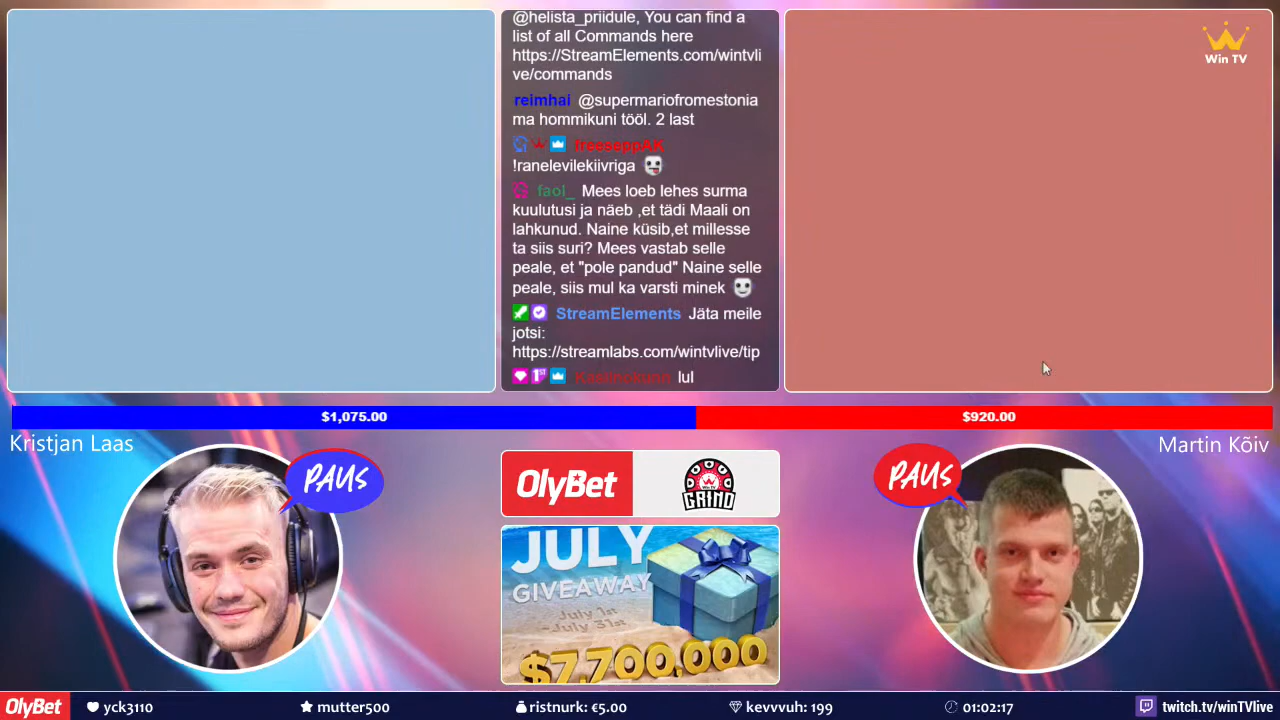 @helista_priidule, You can find a
list of all Commands here
https://StreamElements.com/wintvli
ve/commands
reimhai @supermariofromestonia
ma hommikuni tööl. 2 last
freeseppAK
!ranelevilekiivriga
faol_ Mees loeb lehes surma
kuulutusi ja näeb ,et tädi Maali on
lahkunud. Naine küsib,et millesse
ta siis suri? Mees vastab selle
peale, et "pole pandud" Naine selle
peale, siis mul ka varsti minek
StreamElements Jäta meile
jotsi:
https://streamlabs.com/wintvlive/tip
Kasiinokunn lul
Win TV
$1,075.00
$920.00
Kristjan Laas
Martin Kõiv
PAUS
PAUS
OlyBet
Win TV
GRIND
JULY
GIVEAWAY
July 1st
-July 31st
$7,700,000
OlyBet
yck3110
mutter500
ristnurk: €5.00
kevvvuh: 199
01:02:17
twitch.tv/winTVlive